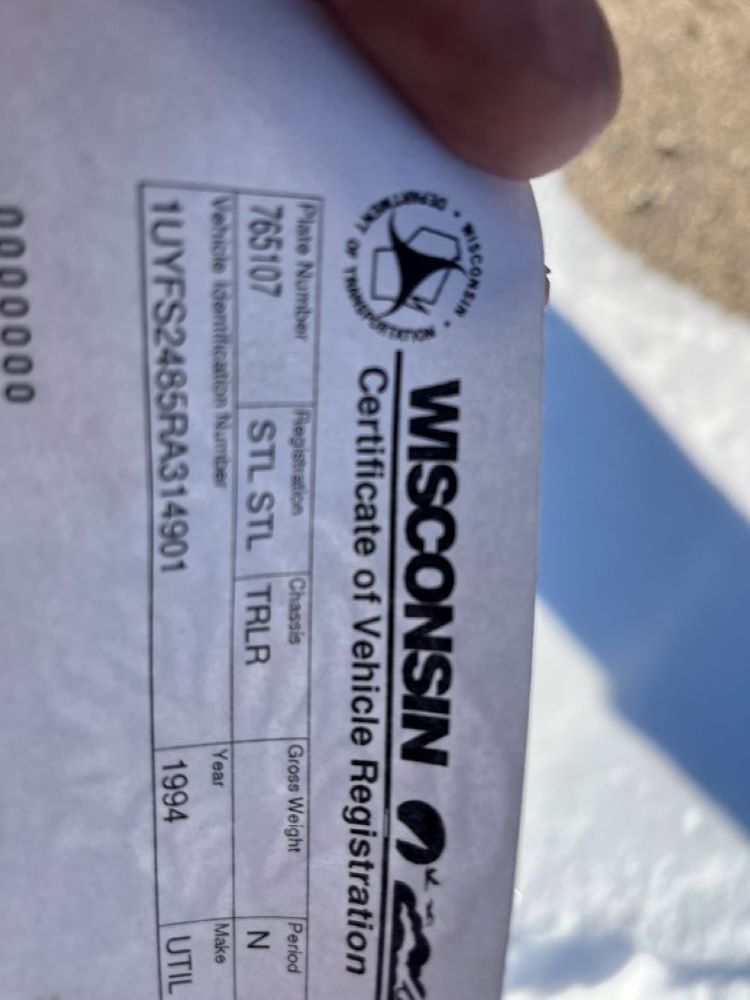 WISCONSIN
DEPARTMENT OF TRANSPORTATION • WISCONSIN •
Certificate of Vehicle Registration
Plate Number Registration Chassis Gross Weight Period
765107 STL STL TRLR N
Vehicle Identification Number Year Make
1UYFS2485RA314901 1994 UTIL
0000000